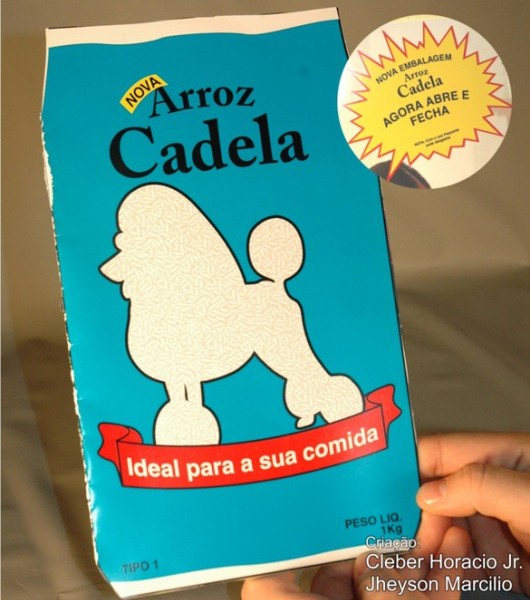 NOVA
Arroz
Cadela
Ideal para a sua comida
PESO LIQ.
1Kg
TIPO 1
NOVA EMBALAGEM
Arroz
Cadela
AGORA ABRE E
FECHA
Criação:
Cleber Horacio Jr.
Jheyson Marcilio